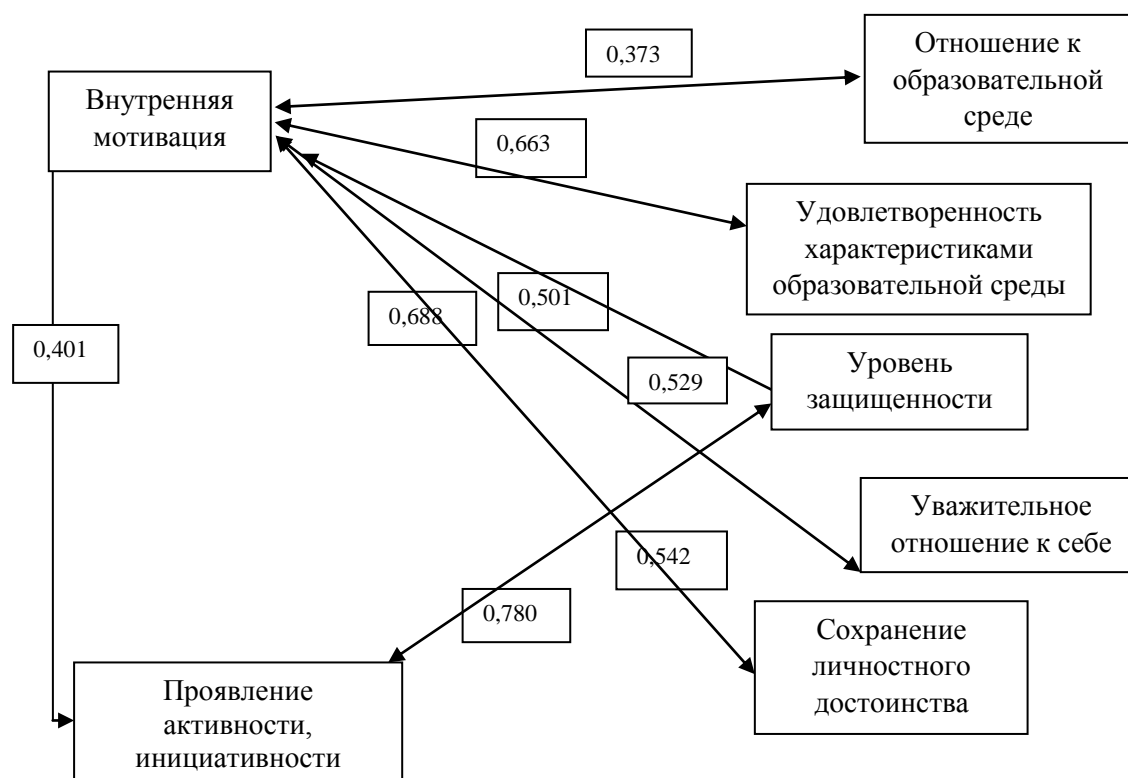 0,373
Отношение к
образовательной
среде
Внутренняя
мотивация
0,663
Удовлетворенность
характеристиками
образовательной среды
0,688
0,501
0,401
0,529
Уровень
защищенности
Уважительное
отношение к себе
0,542
0,780
Сохранение
личностного
достоинства
Проявление
активности,
инициативности